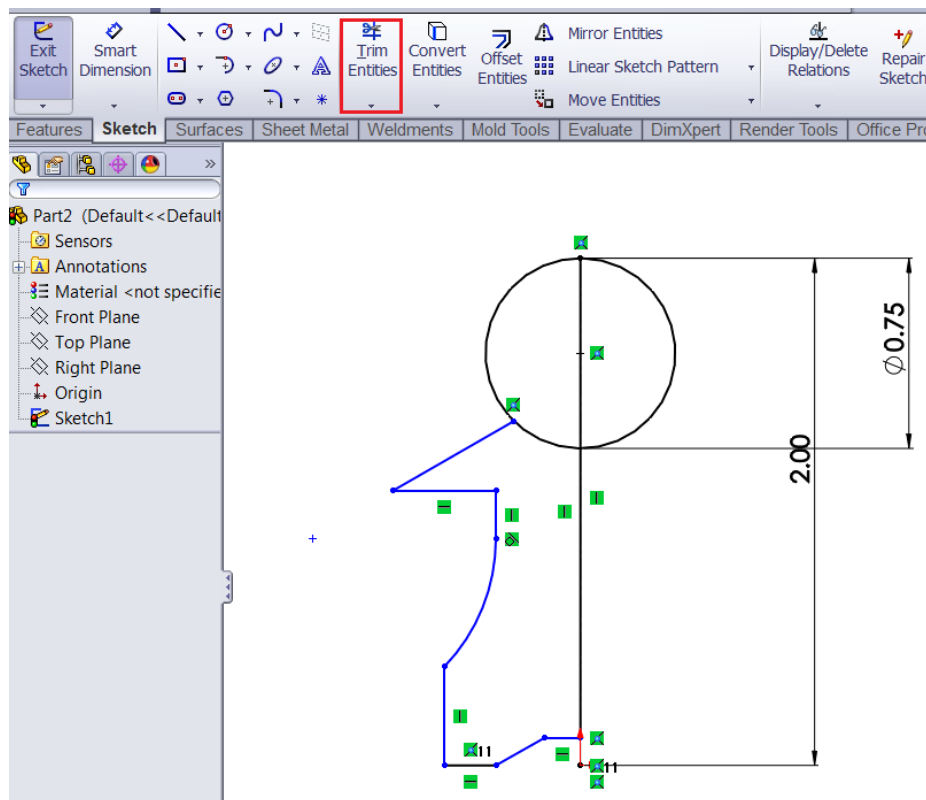 Exit Sketch
Smart Dimension
Trim Entities
Convert Entities
Offset Entities
Mirror Entities
Linear Sketch Pattern
Move Entities
Display/Delete Relations
Repair Sketch
Features
Sketch
Surfaces
Sheet Metal
Weldments
Mold Tools
Evaluate
DimXpert
Render Tools
Office Pr
Part2 (Default<<Default
Sensors
Annotations
Material <not specifie
Front Plane
Top Plane
Right Plane
Origin
Sketch1
∅0.75
2.00
11
11